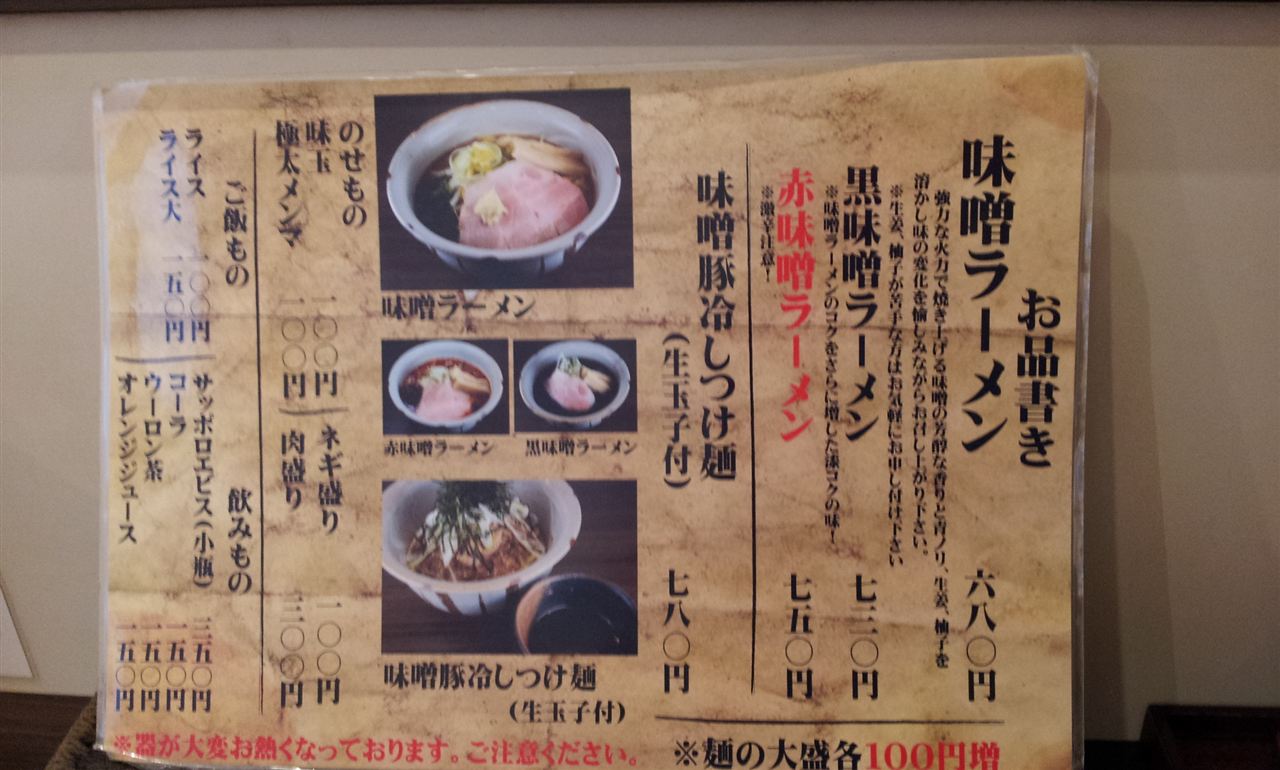 お品書き
味噌ラーメン 六八〇円
強力な火力で焼き上げる味噌の芳醇な香りと青ノリ、生姜、柚子を
溶かし味の変化を愉しみながらお召し上がり下さい。
※生姜、柚子が苦手な方はお気軽にお申し付け下さい
黒味噌ラーメン 七三〇円
※味噌ラーメンのコクをさらに増した漆コクの味!
赤味噌ラーメン 七五〇円
※激辛注意!
味噌豚冷しつけ麺
(生玉子付) 七八〇円
※麺の大盛各100円増
味噌ラーメン
赤味噌ラーメン
黒味噌ラーメン
味噌豚冷しつけ麺
(生玉子付)
のせもの
味玉 一〇〇円
極太メンマ 一〇〇円
ネギ盛り 一〇〇円
肉盛り 三〇〇円
ご飯もの
ライス 一〇〇円
ライス大 一五〇円
飲みもの
サッポロエビス(小瓶) 三五〇円
コーラ 一五〇円
ウーロン茶 一五〇円
オレンジジュース 一五〇円
※器が大変お熱くなっております。ご注意ください。